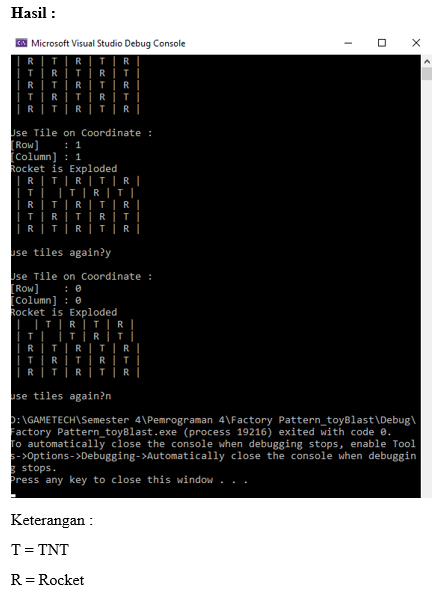 Hasil :
Microsoft Visual Studio Debug Console
| R | T | R | T | R |
| T | R | T | R | T |
| R | T | R | T | R |
| T | R | T | R | T |
| R | T | R | T | R |
Use Tile on Coordinate :
[Row]    : 1
[Column] : 1
Rocket is Exploded
| R | T | R | T | R |
| T |   | T | R | T |
| R | T | R | T | R |
| T | R | T | R | T |
| R | T | R | T | R |
use tiles again?y
Use Tile on Coordinate :
[Row]    : 0
[Column] : 0
Rocket is Exploded
|   | T | R | T | R |
| T |   | T | R | T |
| R | T | R | T | R |
| T | R | T | R | T |
| R | T | R | T | R |
use tiles again?n
D:\GAMETECH\Semester 4\Pemrograman 4\Factory Pattern_toyBlast\Debug\
Factory Pattern_toyBlast.exe (process 19216) exited with code 0.
To automatically close the console when debugging stops, enable Tool
s->Options->Debugging->Automatically close the console when debuggin
g stops.
Press any key to close this window . . .
Keterangan :
T = TNT
R = Rocket